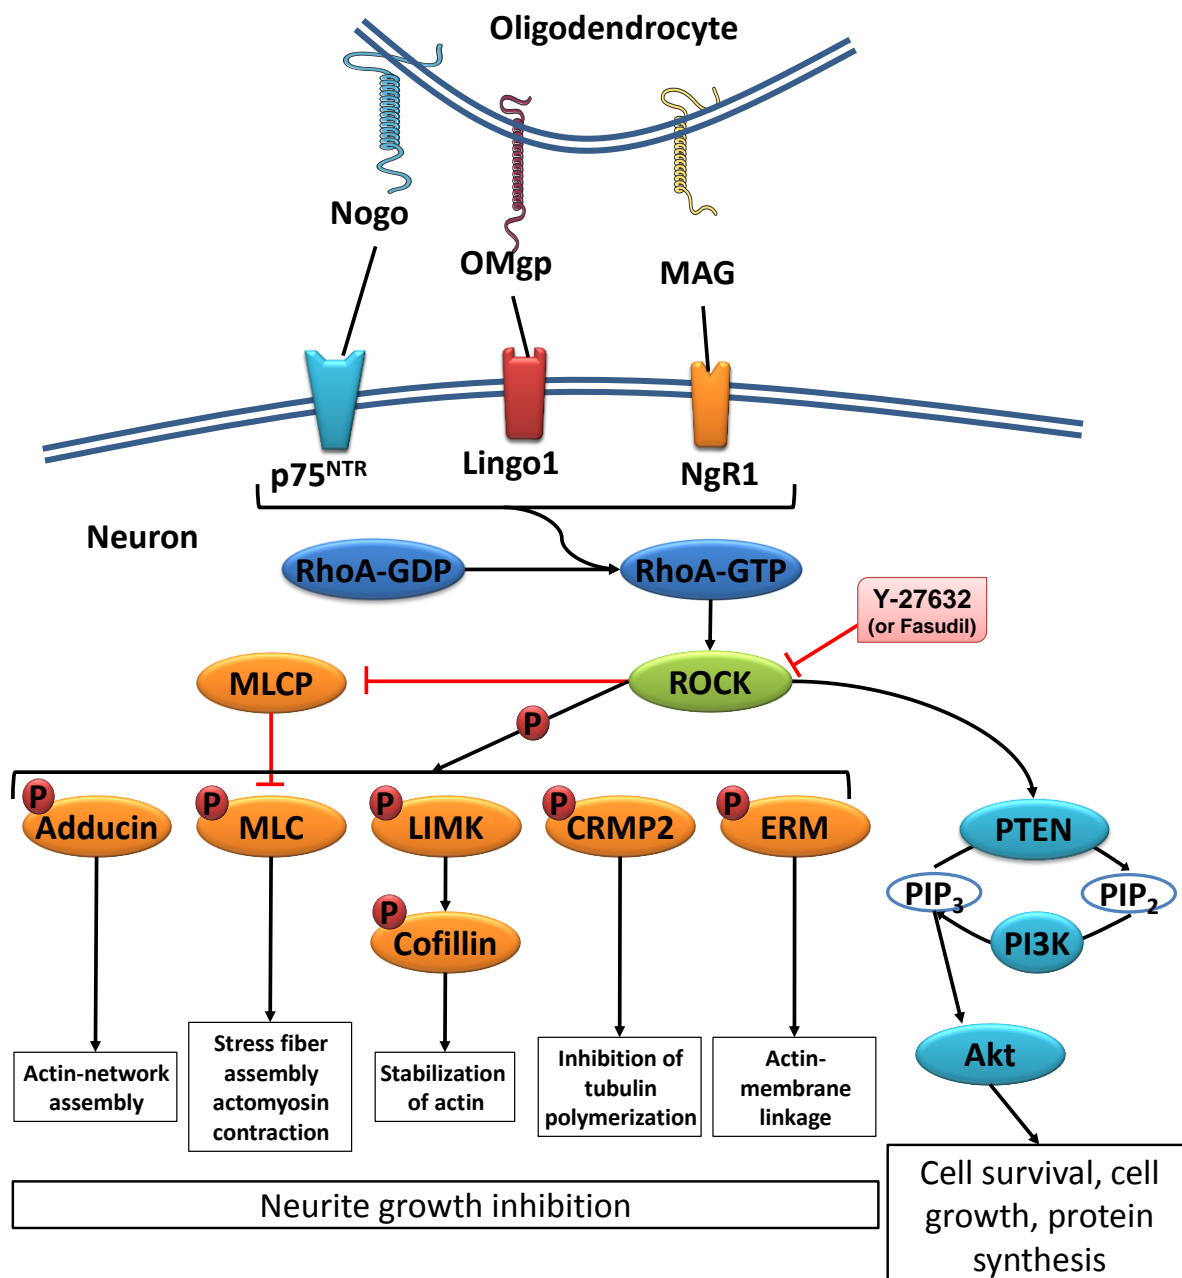 Oligodendrocyte
Nogo
OMgp
MAG
p75NTR
Lingo1
NgR1
Neuron
RhoA-GDP
RhoA-GTP
Y-27632
(or Fasudil)
MLCP
ROCK
P
P
Adducin
P
MLC
P
LIMK
P
CRMP2
P
ERM
PTEN
P
Cofillin
PIP3
PIP2
PI3K
Akt
Actin-network
assembly
Stress fiber
assembly
actomyosin
contraction
Stabilization
of actin
Inhibition of
tubulin
polymerization
Actin-
membrane
linkage
Neurite growth inhibition
Cell survival, cell
growth, protein
synthesis